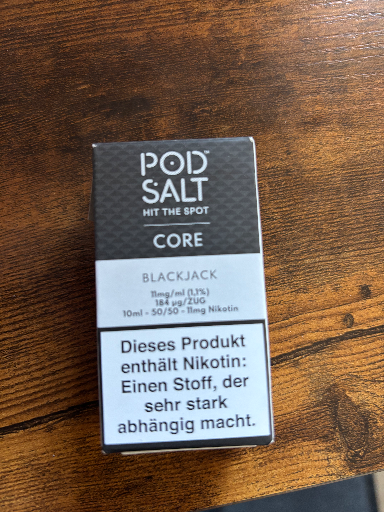 POD™
SALT
HIT THE SPOT
CORE
BLACKJACK
11mg/ml (1,1%)
184 µg/ZUG
10ml - 50/50 - 11mg Nikotin
Dieses Produkt
enthält Nikotin:
Einen Stoff, der
sehr stark
abhängig macht.